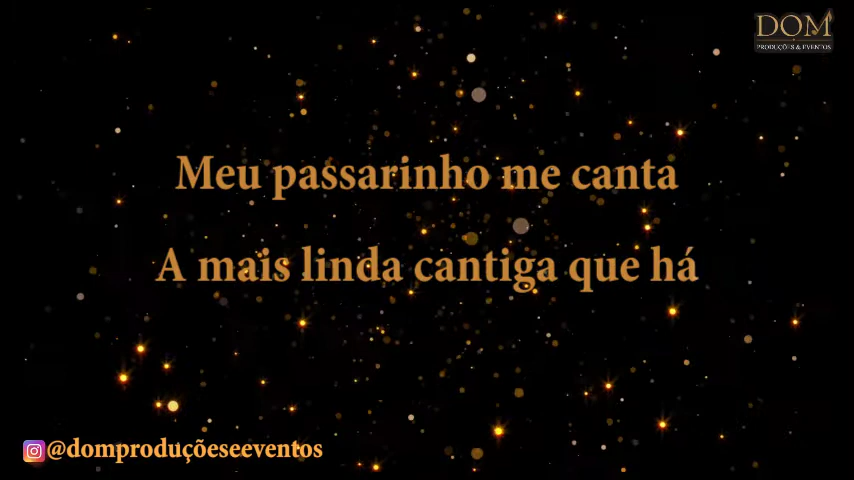 DOM
PRODUÇÕES & EVENTOS
Meu passarinho me canta
A mais linda cantiga que há
@domproduçõeseeventos